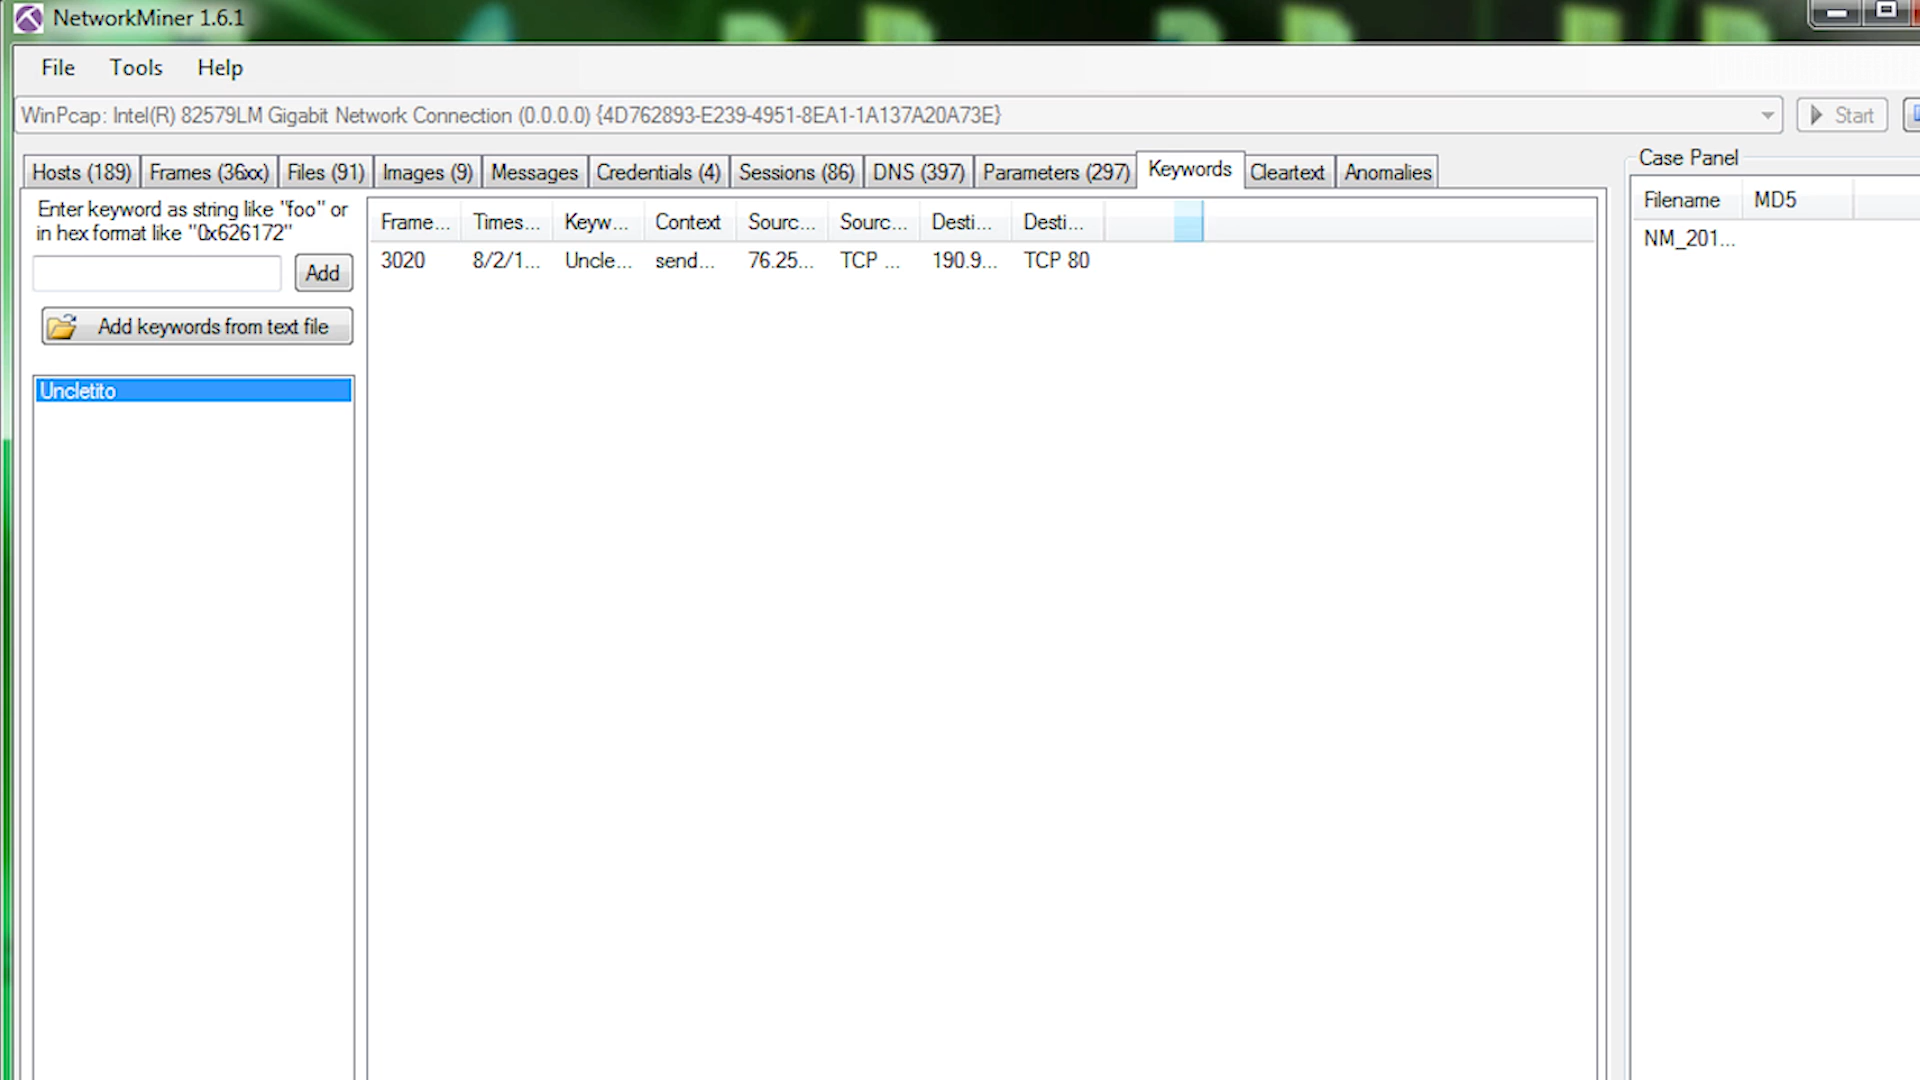 NetworkMiner 1.6.1
File Tools Help
WinPcap: Intel(R) 82579LM Gigabit Network Connection (0.0.0.0) {4D762893-E239-4951-8EA1-1A137A20A73E}
Start
Hosts (189) Frames (36xx) Files (91) Images (9) Messages Credentials (4) Sessions (86) DNS (397) Parameters (297) Keywords Cleartext Anomalies
Case Panel
Enter keyword as string like "foo" or
in hex format like "0x626172"
Add
Add keywords from text file
Uncletito
Frame... Times... Keyw... Context Sourc... Sourc... Desti... Desti...
3020 8/2/1... Uncle... send... 76.25... TCP ... 190.9... TCP 80
Filename MD5
NM_201...